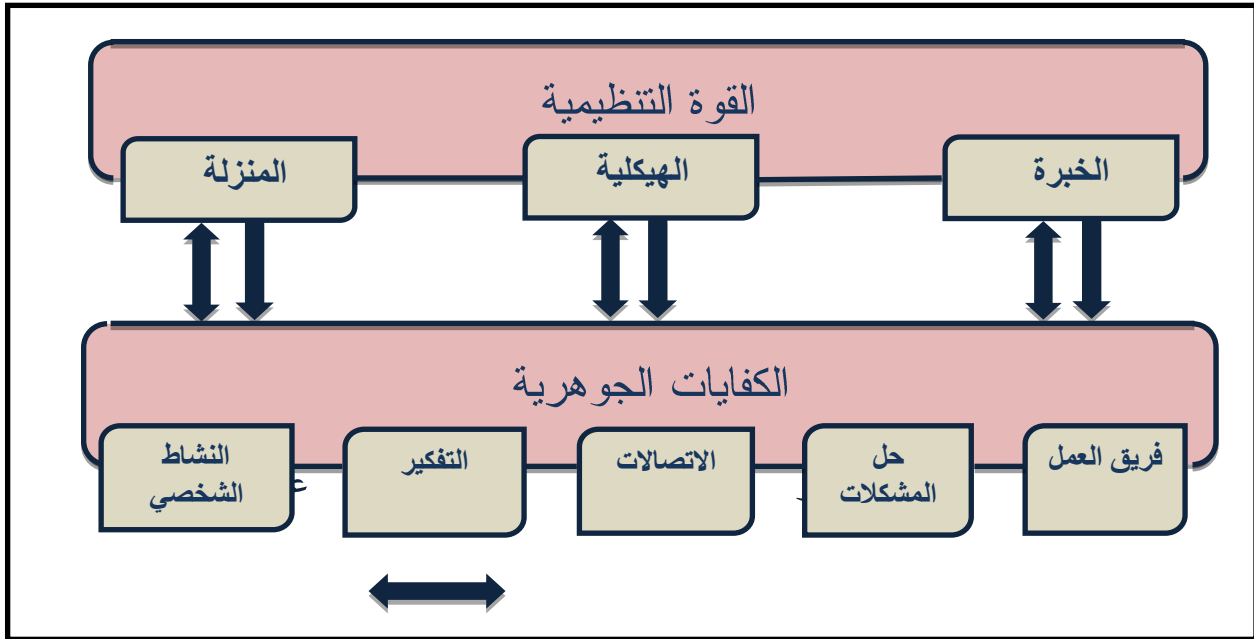 القوة التنظيمية
الخبرة
الهيكلية
المنزلة
الكفايات الجوهرية
فريق العمل
حل
المشكلات
الاتصالات
التفكير
النشاط
الشخصي